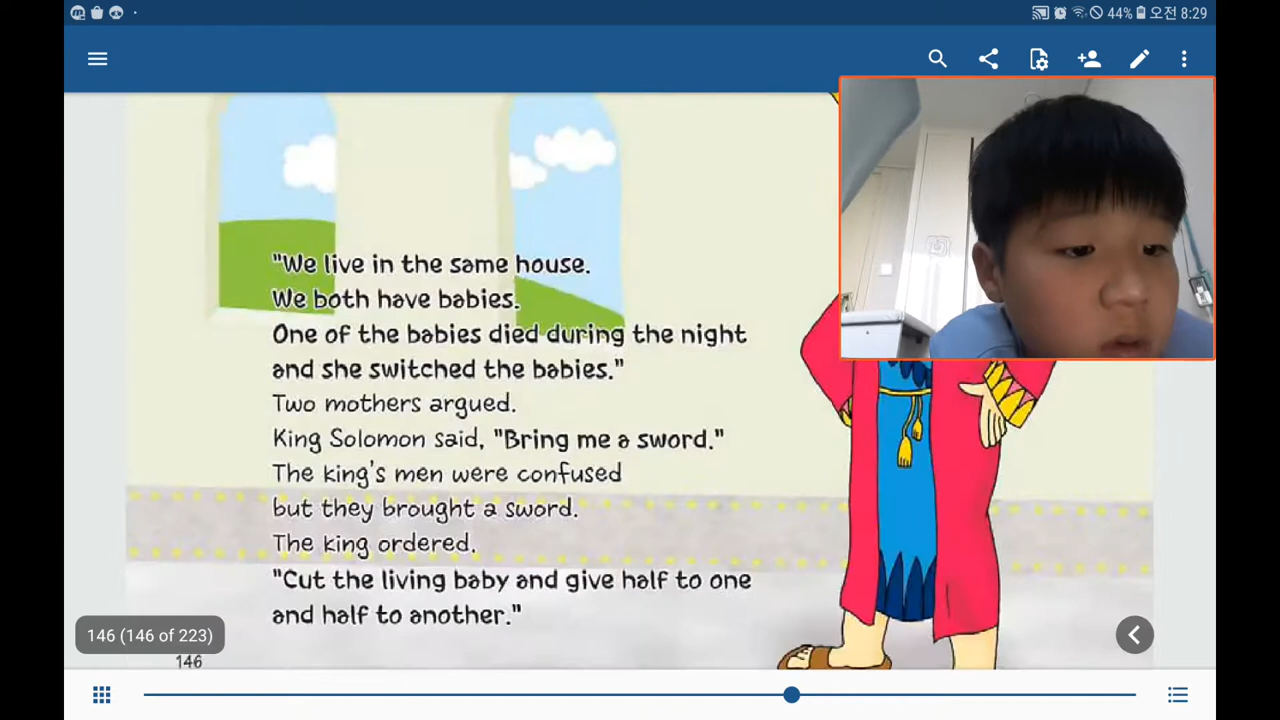 44% 오전 8:29
"We live in the same house.
We both have babies.
One of the babies died during the night
and she switched the babies."
Two mothers argued.
King Solomon said, "Bring me a sword."
The king's men were confused
but they brought a sword.
The king ordered.
"Cut the living baby and give half to one
and half to another."
146 (146 of 223)
146